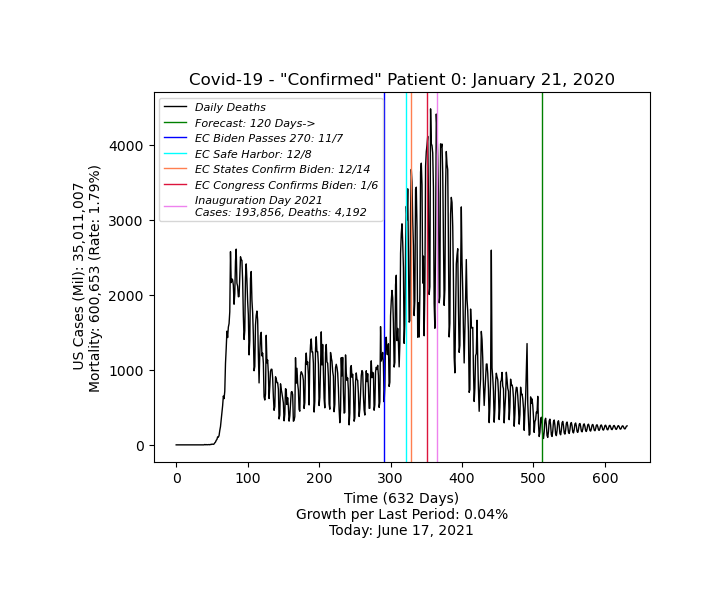 Covid-19 - "Confirmed" Patient 0: January 21, 2020
Daily Deaths
Forecast: 120 Days->
EC Biden Passes 270: 11/7
EC Safe Harbor: 12/8
EC States Confirm Biden: 12/14
EC Congress Confirms Biden: 1/6
Inauguration Day 2021
Cases: 193,856, Deaths: 4,192
US Cases (Mil): 35,011,007
Mortality: 600,653 (Rate: 1.79%)
4000
3000
2000
1000
0
0 100 200 300 400 500 600
Time (632 Days)
Growth per Last Period: 0.04%
Today: June 17, 2021